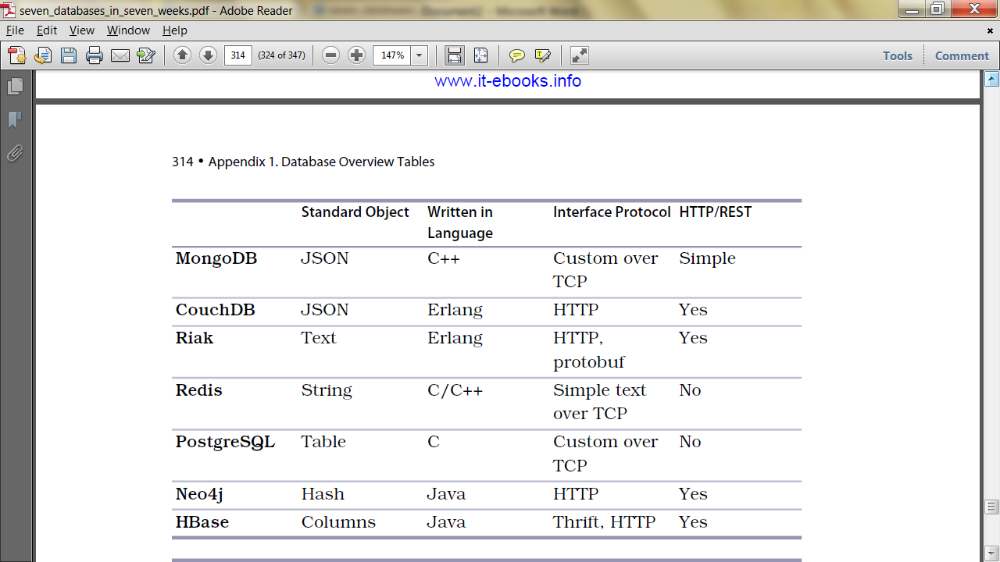 seven_databases_in_seven_weeks.pdf - Adobe Reader
File Edit View Window Help
314 (324 of 347) 147% Tools Comment
www.it-ebooks.info
314 • Appendix 1. Database Overview Tables
Standard Object Written in Interface Protocol HTTP/REST
Language
MongoDB JSON C++ Custom over Simple
TCP
CouchDB JSON Erlang HTTP Yes
Riak Text Erlang HTTP, Yes
protobuf
Redis String C/C++ Simple text No
over TCP
PostgreSQL Table C Custom over No
TCP
Neo4j Hash Java HTTP Yes
HBase Columns Java Thrift, HTTP Yes